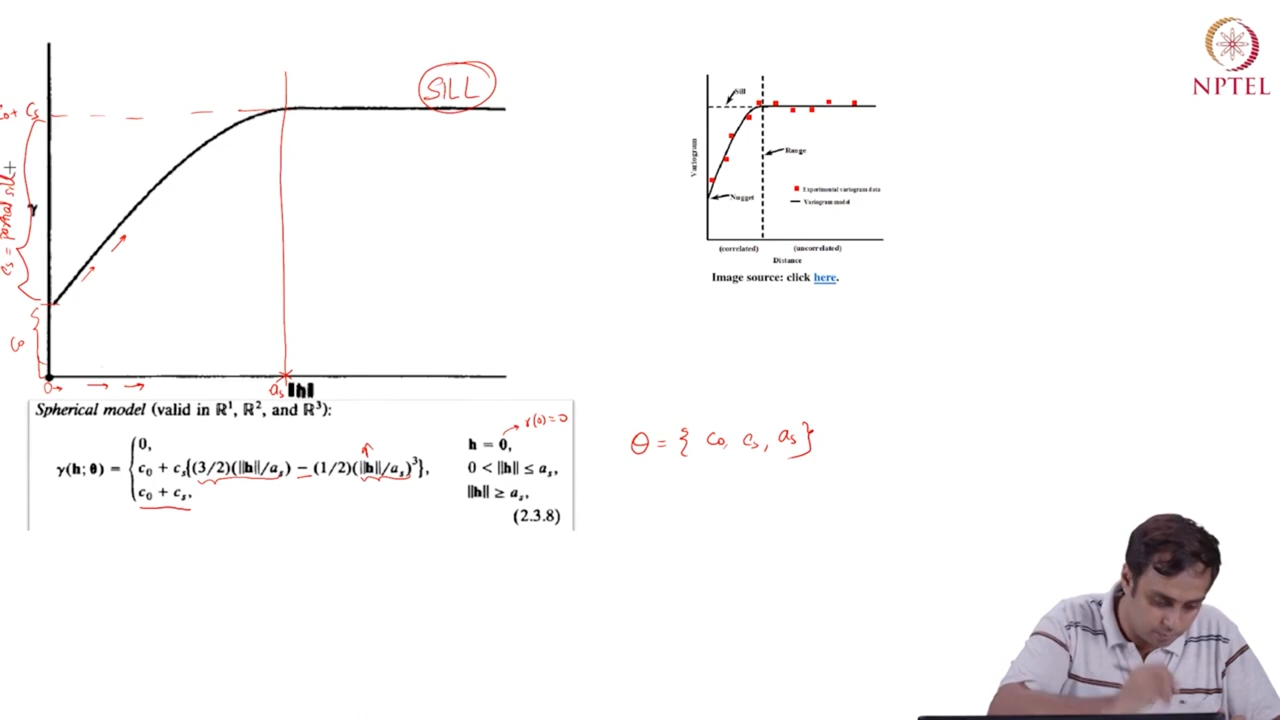 NPTEL
SILL
c0 + cs
cs = partial sill
γ
c0
0
as
||h||
Sill
Variogram
Range
Nugget
Experimental variogram data
Variogram model
(correlated) (uncorrelated)
Distance
Image source: click here.
Spherical model (valid in ℝ¹, ℝ², and ℝ³):
γ(0)=0
0, h = 0,
γ(h; θ) = c₀ + cₛ{(3/2)(||h||/aₛ) − (1/2)(||h||/aₛ)³}, 0 < ||h|| ≤ aₛ,
c₀ + cₛ, ||h|| ≥ aₛ,
(2.3.8)
θ = { c0, cs, as }